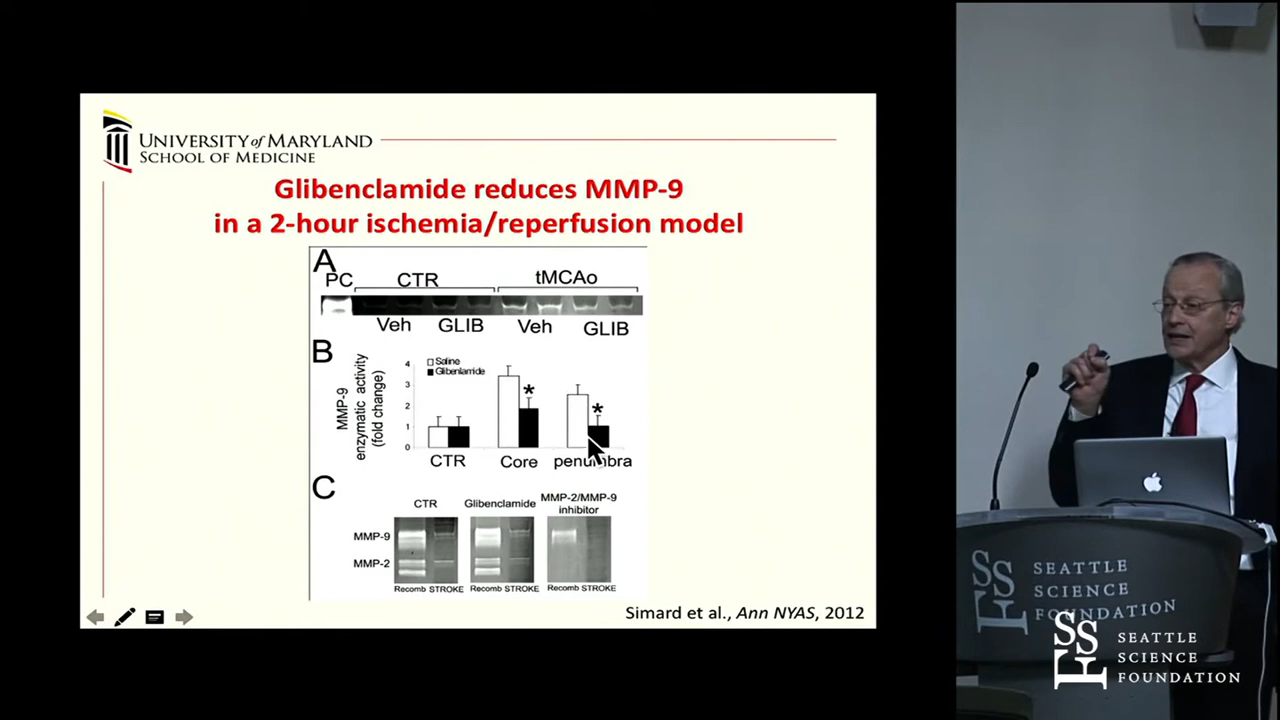 UNIVERSITY of MARYLAND
SCHOOL OF MEDICINE
Glibenclamide reduces MMP-9
in a 2-hour ischemia/reperfusion model
A
PC
CTR
tMCAo
Veh
GLIB
Veh
GLIB
B
MMP-9
enzymatic activity
(fold change)
4
3
2
1
0
Saline
Glibenlamide
*
*
CTR
Core
penumbra
C
CTR
Glibenclamide
MMP-2/MMP-9
inhibitor
MMP-9
MMP-2
Recomb STROKE
Recomb STROKE
Recomb STROKE
Simard et al., Ann NYAS, 2012
SSF
SEATTLE
SCIENCE
FOUNDATION
SSF
SEATTLE
SCIENCE
FOUNDATION